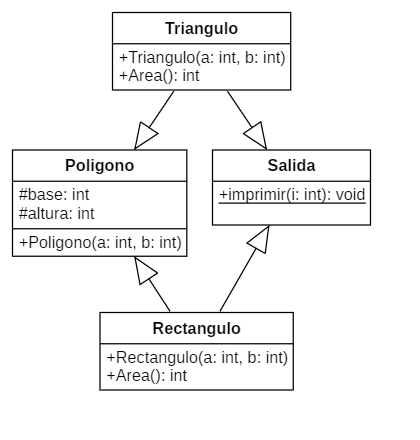 Triangulo
+Triangulo(a: int, b: int)
+Area(): int
Poligono
#base: int
#altura: int
+Poligono(a: int, b: int)
Salida
+imprimir(i: int): void
Rectangulo
+Rectangulo(a: int, b: int)
+Area(): int